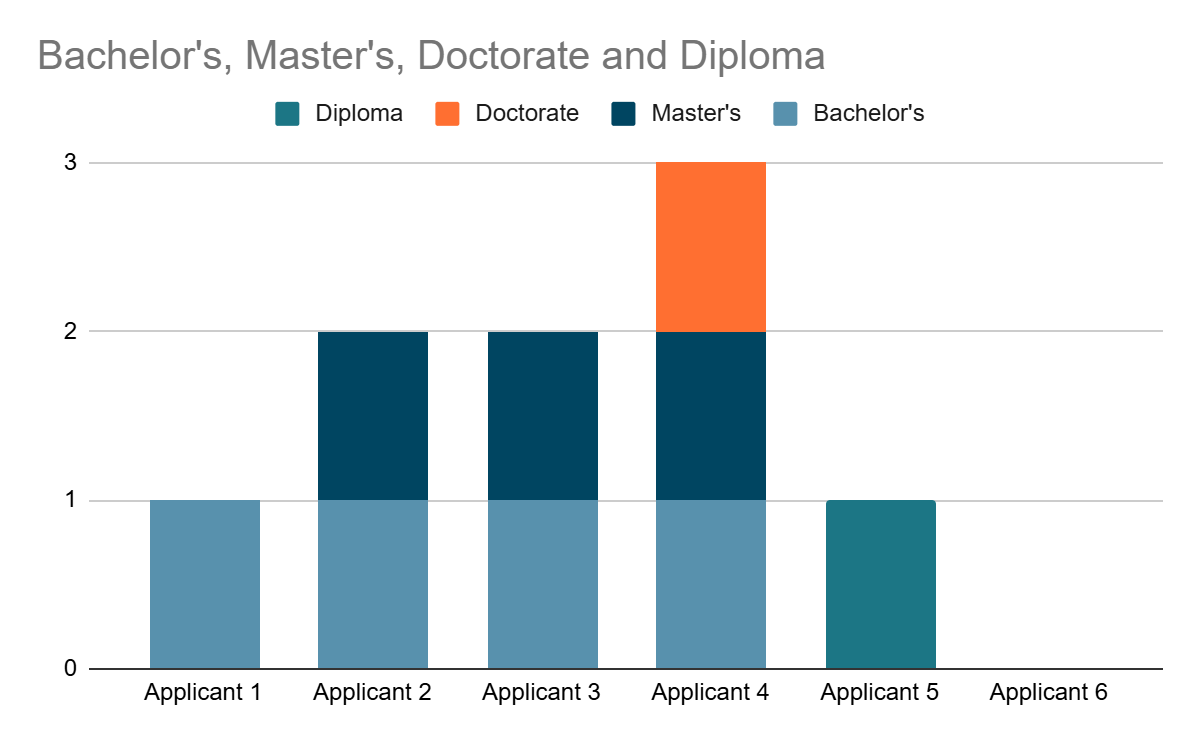 Bachelor's, Master's, Doctorate and Diploma
Diploma Doctorate Master's Bachelor's
3
2
1
0
Applicant 1 Applicant 2 Applicant 3 Applicant 4 Applicant 5 Applicant 6